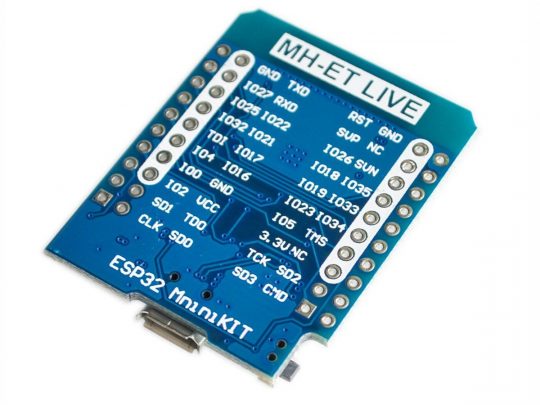 MH-ET LIVE
GND TXD
IO27 RXD
IO25 IO22
IO32 IO21
TDI IO17
IO4 IO16
IO0 GND
IO2 VCC
SD1 TDO
CLK SD0
RST GND
SVP NC
IO26 SVN
IO18 IO35
IO19 IO33
IO23 IO34
IO5 TMS
3.3V NC
TCK SD2
SD3 CMD
ESP32 MniniKIT